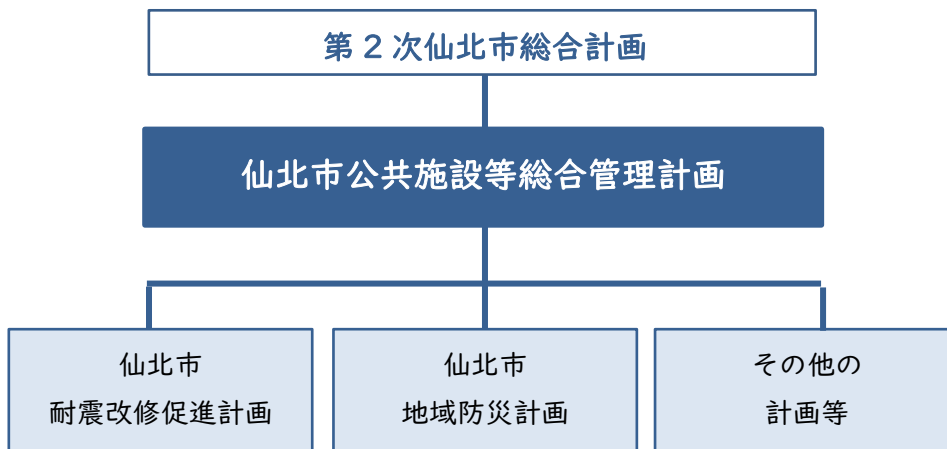 第2次仙北市総合計画
仙北市公共施設等総合管理計画
仙北市
耐震改修促進計画
仙北市
地域防災計画
その他の
計画等